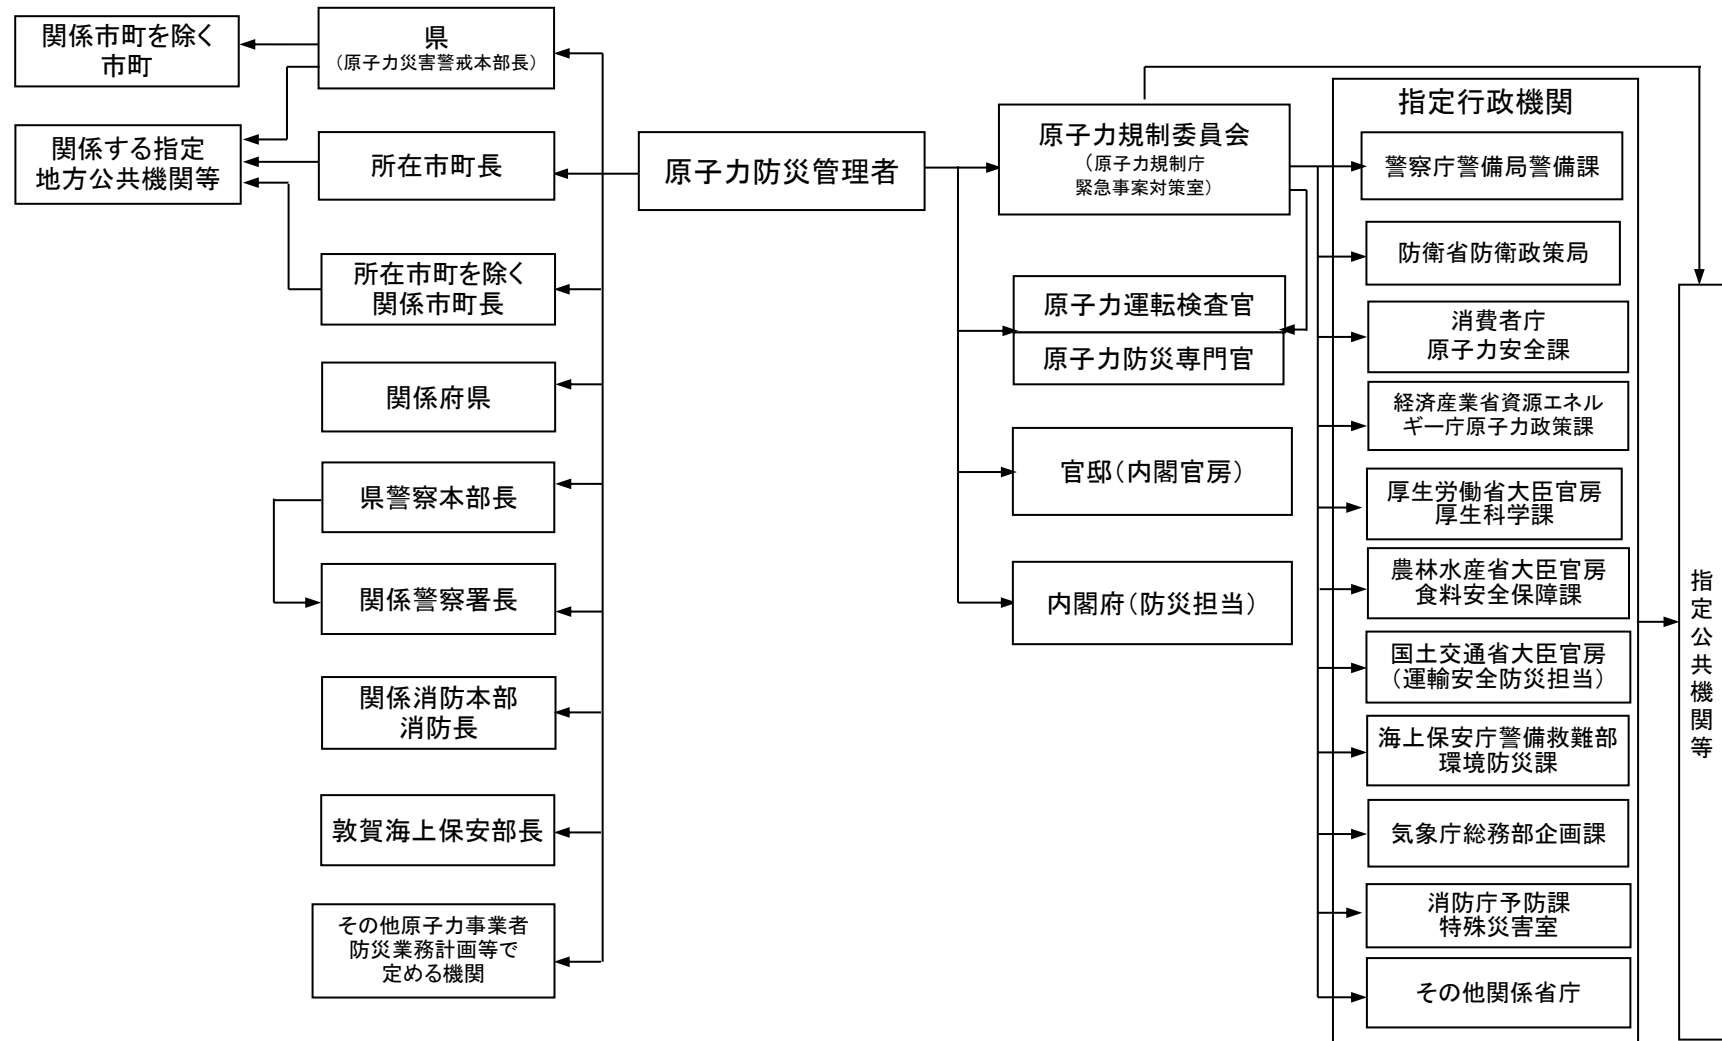 関係市町を除く
市町
県
（原子力災害警戒本部長）
関係する指定
地方公共機関等
所在市町長
所在市町を除く
関係市町長
関係府県
県警察本部長
関係警察署長
関係消防本部
消防長
敦賀海上保安部長
その他原子力事業者
防災業務計画等で
定める機関
原子力防災管理者
原子力規制委員会
（原子力規制庁
緊急事案対策室）
原子力運転検査官
原子力防災専門官
官邸（内閣官房）
内閣府（防災担当）
指定行政機関
警察庁警備局警備課
防衛省防衛政策局
消費者庁
原子力安全課
経済産業省資源エネル
ギー庁原子力政策課
厚生労働省大臣官房
厚生科学課
農林水産省大臣官房
食料安全保障課
国土交通省大臣官房
（運輸安全防災担当）
海上保安庁警備救難部
環境防災課
気象庁総務部企画課
消防庁予防課
特殊災害室
その他関係省庁
指定公共機関等